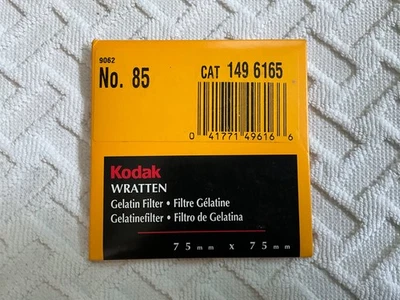 9062
No. 85
CAT 149 6165
0 41771 49616 6
Kodak
WRATTEN
Gelatin Filter • Filtre Gélatine
Gelatinefilter • Filtro de Gelatina
75mm x 75mm